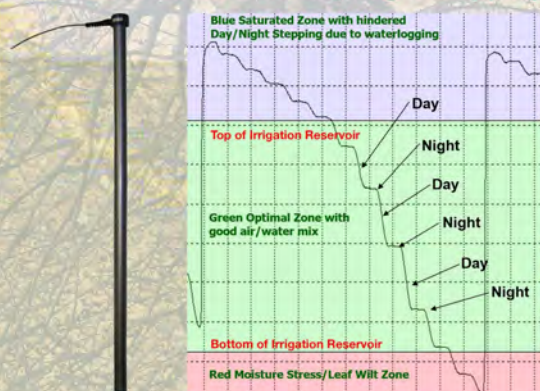 Blue Saturated Zone with hindered
Day/Night Stepping due to waterlogging
Day
Top of Irrigation Reservoir
Night
Day
Green Optimal Zone with
good air/water mix
Night
Day
Night
Bottom of Irrigation Reservoir
Red Moisture Stress/Leaf Wilt Zone